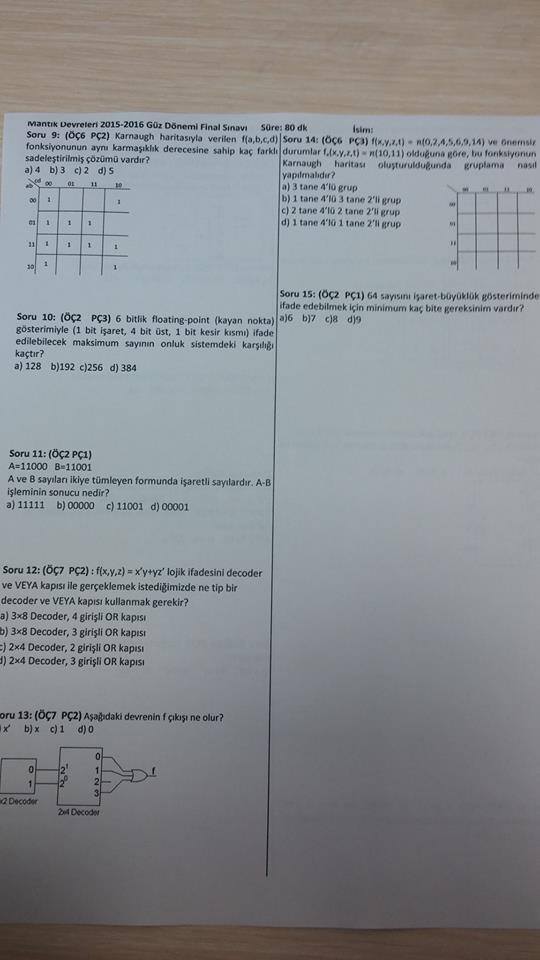 Mantık Devreleri 2015-2016 Güz Dönemi Final Sınavı Süre: 80 dk İsim:
Soru 9: (ÖÇ6 PÇ2) Karnaugh haritasıyla verilen f(a,b,c,d)
fonksiyonunun aynı karmaşıklık derecesine sahip kaç farklı
sadeleştirilmiş çözümü vardır?
a) 4 b) 3 c) 2 d) 5
cd 00 01 11 10
ab
00 1 1
01 1 1 1
11 1 1 1 1
10 1 1
Soru 10: (ÖÇ2 PÇ3) 6 bitlik floating-point (kayan nokta)
gösterimiyle (1 bit işaret, 4 bit üst, 1 bit kesir kısmı) ifade
edilebilecek maksimum sayının onluk sistemdeki karşılığı
kaçtır?
a) 128 b)192 c)256 d) 384
Soru 11: (ÖÇ2 PÇ1)
A=11000 B=11001
A ve B sayıları ikiye tümleyen formunda işaretli sayılardır. A-B
işleminin sonucu nedir?
a) 11111 b) 00000 c) 11001 d) 00001
Soru 12: (ÖÇ7 PÇ2) : f(x,y,z) = x'y+yz' lojik ifadesini decoder
ve VEYA kapısı ile gerçeklemek istediğimizde ne tip bir
decoder ve VEYA kapısı kullanmak gerekir?
a) 3×8 Decoder, 4 girişli OR kapısı
b) 3×8 Decoder, 3 girişli OR kapısı
c) 2×4 Decoder, 2 girişli OR kapısı
d) 2×4 Decoder, 3 girişli OR kapısı
oru 13: (ÖÇ7 PÇ2) Aşağıdaki devrenin f çıkışı ne olur?
x' b) x c) 1 d) 0
0 2¹ 0 f
1 2⁰ 1
2
3
x2 Decoder
2x4 Decoder
Soru 14: (ÖÇ6 PÇ3) f(x,y,z,t) = π(0,2,4,5,6,9,14) ve önemsiz
durumlar fₓ(x,y,z,t) = π(10,11) olduğuna göre, bu fonksiyonun
Karnaugh haritası oluşturulduğunda gruplama nasıl
yapılmalıdır?
a) 3 tane 4'lü grup
b) 1 tane 4'lü 3 tane 2'li grup
c) 2 tane 4'lü 2 tane 2'li grup
d) 1 tane 4'lü 1 tane 2'li grup
00 01 11 10
00
01
11
10
Soru 15: (ÖÇ2 PÇ1) 64 sayısını işaret-büyüklük gösteriminde
ifade edebilmek için minimum kaç bite gereksinim vardır?
a)6 b)7 c)8 d)9